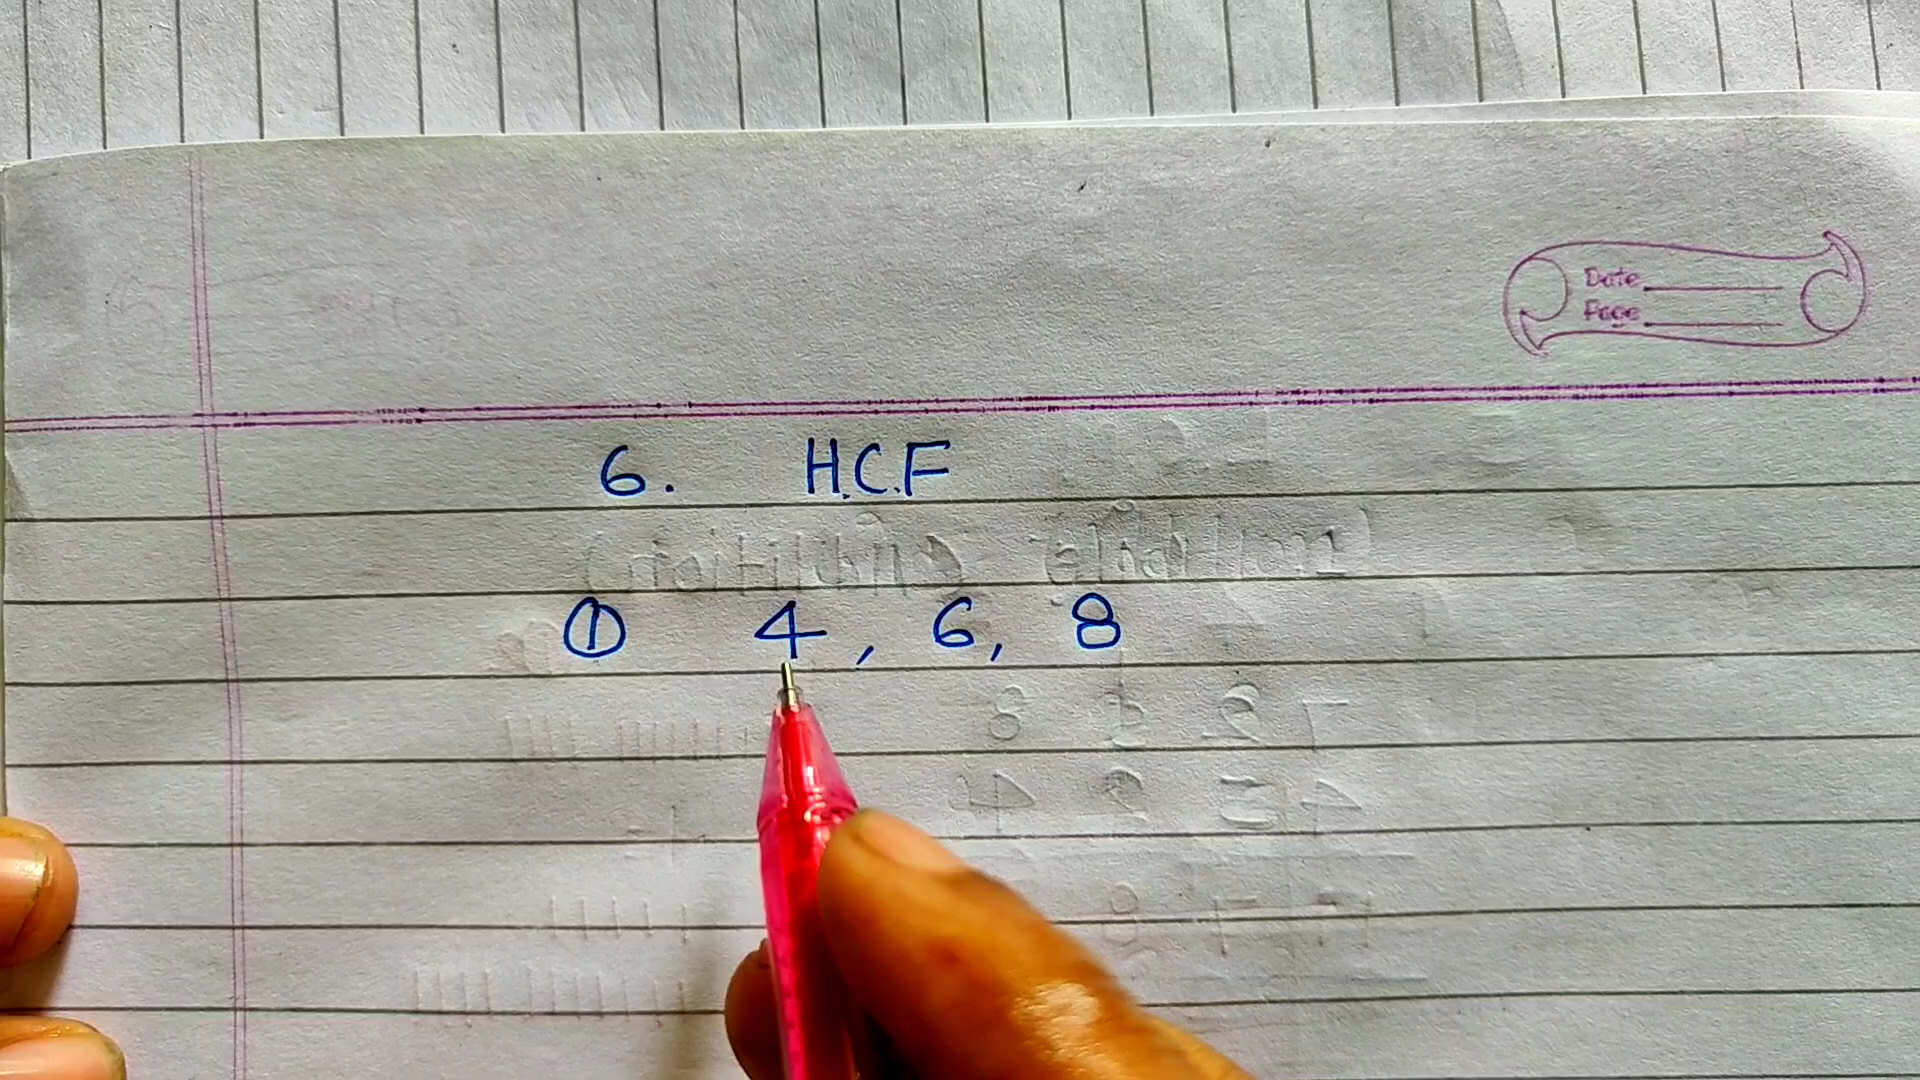 Date
Page
6. H.C.F
① 4, 6, 8